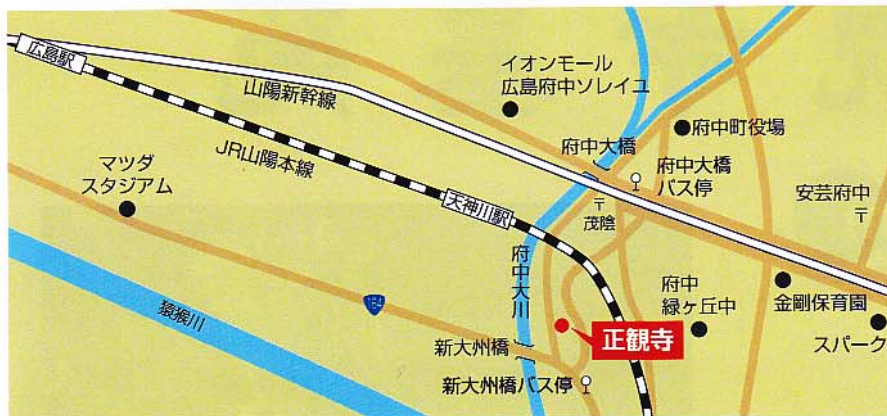 広島駅
山陽新幹線
JR山陽本線
イオンモール
広島府中ソレイユ
府中町役場
府中大橋
府中大橋
バス停
マツダ
スタジアム
天神川駅
〒
茂陰
安芸府中
〒
府中大川
猿猴川
164
府中
緑ヶ丘中
金剛保育園
スパーク
新大州橋
正観寺
新大州橋バス停